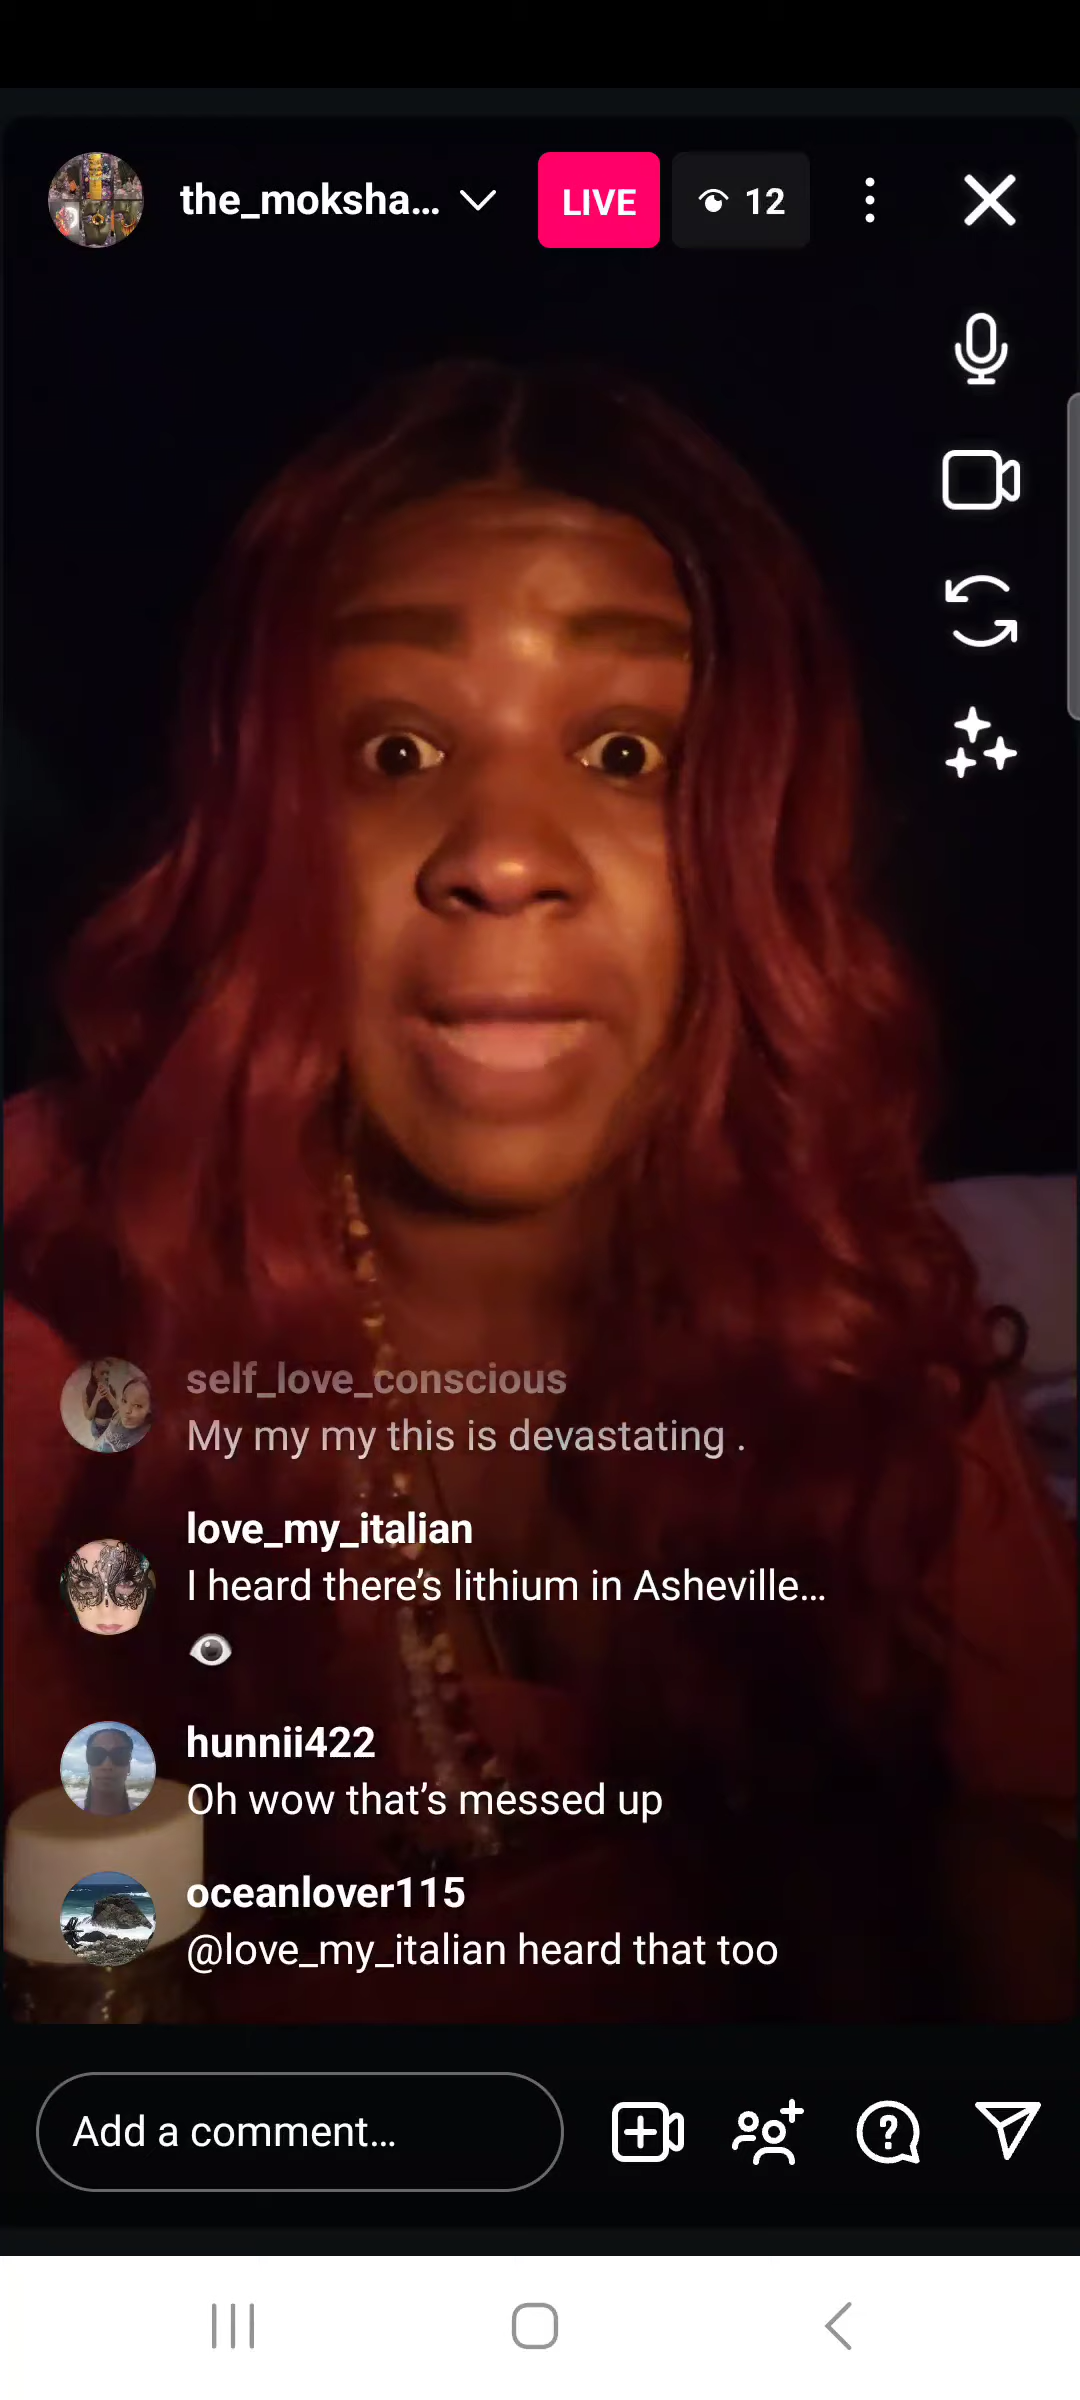 the_moksha... LIVE 12
self_love_conscious
My my my this is devastating .
love_my_italian
I heard there’s lithium in Asheville...
👁
hunnii422
Oh wow that’s messed up
oceanlover115
@love_my_italian heard that too
Add a comment...